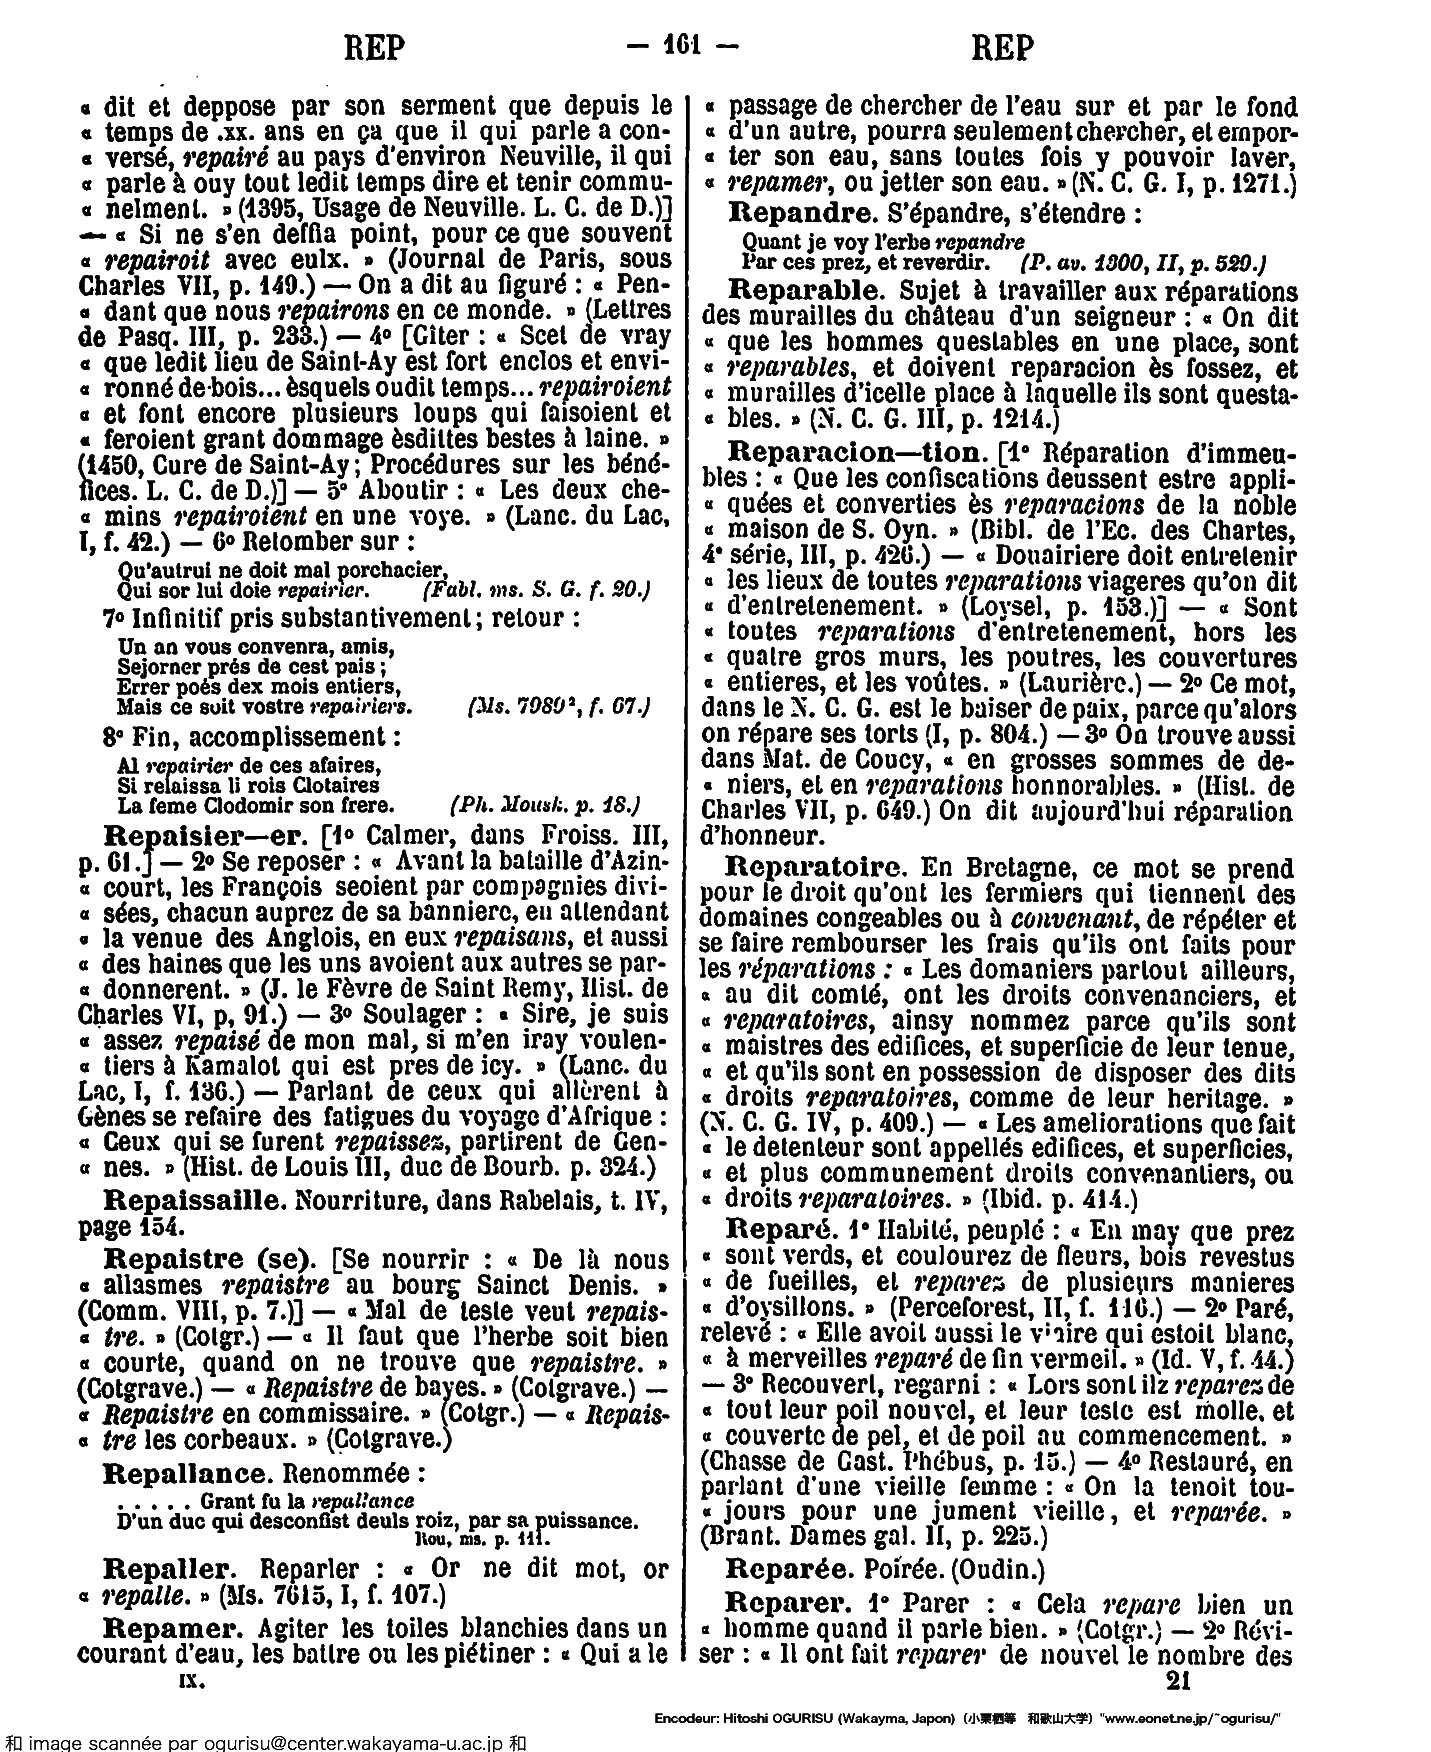 REP — 161 — REP
« dit et deppose par son serment que depuis le
« temps de .xx. ans en ça que il qui parle a con-
« versé, repairé au pays d'environ Neuville, il qui
« parle à ouy tout ledit temps dire et tenir commu-
« nelment. » (1395, Usage de Neuville. L. C. de D.)]
— « Si ne s'en deffia point, pour ce que souvent
« repairoit avec eulx. » (Journal de Paris, sous
Charles VII, p. 149.) — On a dit au figuré : « Pen-
« dant que nous repairons en ce monde. » (Lettres
de Pasq. III, p. 233.) — 4° [Gîter : « Scet de vray
« que ledit lieu de Saint-Ay est fort enclos et envi-
« ronné de bois... èsquels oudit temps... repairoient
« et font encore plusieurs loups qui faisoient et
« feroient grant dommage èsdittes bestes à laine. »
(1450, Cure de Saint-Ay ; Procédures sur les béné-
fices. L. C. de D.)] — 5° Aboutir : « Les deux che-
« mins repairoient en une voye. » (Lanc. du Lac,
I, f. 42.) — 6° Retomber sur :
Qu'autrui ne doit mal porchacier,
Qui sor lui doie repairier. (Fabl. ms. S. G. f. 20.)
7° Infinitif pris substantivement ; retour :
Un an vous convenra, amis,
Sejorner prés de cest pais ;
Errer poés dex mois entiers,
Mais ce soit vostre repairiers. (Ms. 7989², f. 67.)
8° Fin, accomplissement :
Al repairier de ces afaires,
Si relaissa li rois Clotaires
La feme Clodomir son frere. (Ph. Mousk. p. 18.)
Repaisier—er. [1° Calmer, dans Froiss. III,
p. 61.] — 2° Se reposer : « Avant la bataille d'Azin-
« court, les François seoient par compagnies divi-
« sées, chacun auprez de sa banniere, en attendant
« la venue des Anglois, en eux repaisans, et aussi
« des haines que les uns avoient aux autres se par-
« donnerent. » (J. le Fèvre de Saint Remy, Hist. de
Charles VI, p, 91.) — 3° Soulager : « Sire, je suis
« assez repaisé de mon mal, si m'en iray voulen-
« tiers à Kamalot qui est pres de icy. » (Lanc. du
Lac, I, f. 136.) — Parlant de ceux qui allèrent à
Gènes se refaire des fatigues du voyage d'Afrique :
« Ceux qui se furent repaissez, partirent de Gen-
« nes. » (Hist. de Louis III, duc de Bourb. p. 324.)
Repaissaille. Nourriture, dans Rabelais, t. IV,
page 154.
Repaistre (se). [Se nourrir : « De là nous
« allasmes repaistre au bourg Sainct Denis. »
(Comm. VIII, p. 7.)] — « Mal de teste veut repais-
« tre. » (Cotgr.) — « Il faut que l'herbe soit bien
« courte, quand on ne trouve que repaistre. »
(Cotgrave.) — « Repaistre de bayes. » (Cotgrave.) —
« Repaistre en commissaire. » (Cotgr.) — « Repais-
« tre les corbeaux. » (Cotgrave.)
Repallance. Renommée :
. . . . . Grant fu la repallance
D'un duc qui desconfist deuls roiz, par sa puissance.
Rou, ms. p. 111.
Repaller. Reparler : « Or ne dit mot, or
« repalle. » (Ms. 7615, I, f. 107.)
Repamer. Agiter les toiles blanchies dans un
courant d'eau, les battre ou les piétiner : « Qui a le
IX.
« passage de chercher de l'eau sur et par le fond
« d'un autre, pourra seulement chercher, et empor-
« ter son eau, sans toutes fois y pouvoir laver,
« repamer, ou jetter son eau. » (N. C. G. I, p. 1271.)
Repandre. S'épandre, s'étendre :
Quant je voy l'erbe repandre
Par ces prez, et reverdir. (P. av. 1300, II, p. 529.)
Reparable. Sujet à travailler aux réparations
des murailles du château d'un seigneur : « On dit
« que les hommes questables en une place, sont
« reparables, et doivent reparacion ès fossez, et
« murailles d'icelle place à laquelle ils sont questa-
« bles. » (N. C. G. III, p. 1214.)
Reparacion—tion. [1° Réparation d'immeu-
bles : « Que les confiscations deussent estre appli-
« quées et converties ès reparacions de la noble
« maison de S. Oyn. » (Bibl. de l'Ec. des Chartes,
4e série, III, p. 426.) — « Douairiere doit entretenir
« les lieux de toutes reparations viageres qu'on dit
« d'entretenement. » (Loysel, p. 153.)] — « Sont
« toutes reparations d'entretenement, hors les
« quatre gros murs, les poutres, les couvertures
« entieres, et les voûtes. » (Laurière.) — 2° Ce mot,
dans le N. C. G. est le baiser de paix, parce qu'alors
on répare ses torts (I, p. 804.) — 3° On trouve aussi
dans Mat. de Coucy, « en grosses sommes de de-
« niers, et en reparations honnorables. » (Hist. de
Charles VII, p. 649.) On dit aujourd'hui réparation
d'honneur.
Reparatoire. En Bretagne, ce mot se prend
pour le droit qu'ont les fermiers qui tiennent des
domaines congeables ou à convenant, de répéter et
se faire rembourser les frais qu'ils ont faits pour
les réparations : « Les domaniers partout ailleurs,
« au dit comté, ont les droits convenanciers, et
« reparatoires, ainsy nommez parce qu'ils sont
« maistres des edifices, et superficie de leur tenue,
« et qu'ils sont en possession de disposer des dits
« droits reparatoires, comme de leur heritage. »
(N. C. G. IV, p. 409.) — « Les ameliorations que fait
« le detenteur sont appellés edifices, et superficies,
« et plus communement droits convenantiers, ou
« droits reparatoires. » (Ibid. p. 414.)
Reparé. 1° Habité, peuplé : « En may que prez
« sont verds, et coulourez de fleurs, bois revestus
« de fueilles, et reparez de plusieurs manieres
« d'oysillons. » (Perceforest, II, f. 116.) — 2° Paré,
relevé : « Elle avoit aussi le viaire qui estoit blanc,
« à merveilles reparé de fin vermeil. » (Id. V, f. 44.)
— 3° Recouvert, regarni : « Lors sont ilz reparez de
« tout leur poil nouvel, et leur teste est molle, et
« couverte de pel, et de poil au commencement. »
(Chasse de Gast. Phébus, p. 15.) — 4° Restauré, en
parlant d'une vieille femme : « On la tenoit tou-
« jours pour une jument vieille, et reparée. »
(Brant. Dames gal. II, p. 225.)
Reparée. Poirée. (Oudin.)
Reparer. 1° Parer : « Cela repare bien un
« homme quand il parle bien. » (Cotgr.) — 2° Révi-
ser : « Il ont fait reparer de nouvel le nombre des
21
Encodeur: Hitoshi OGURISU (Wakayma, Japon) (小栗栖等 和歌山大学) "www.eonet.ne.jp/~ogurisu/"
和 image scannée par ogurisu@center.wakayama-u.ac.jp 和